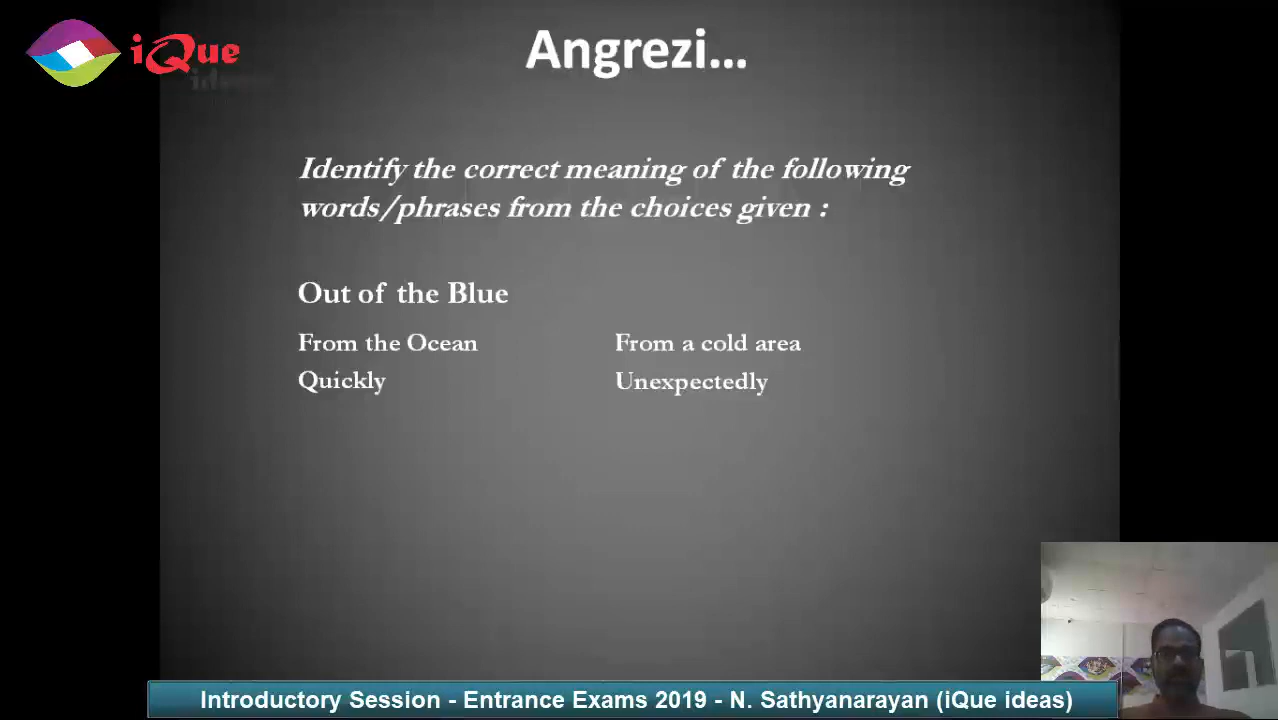 iQue
ideas
Angrezi...
Identify the correct meaning of the following
words/phrases from the choices given :
Out of the Blue
From the Ocean From a cold area
Quickly Unexpectedly
Introductory Session - Entrance Exams 2019 - N. Sathyanarayan (iQue ideas)